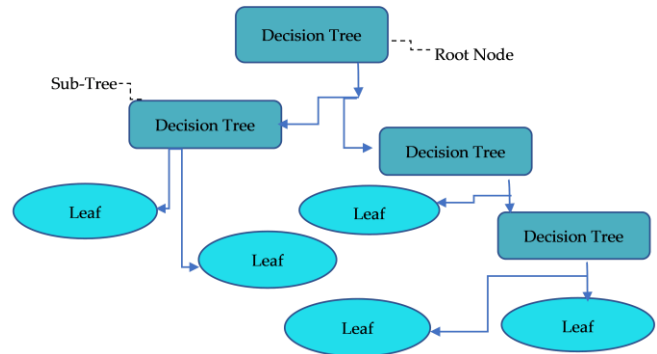 Decision Tree
Root Node
Sub-Tree
Decision Tree
Decision Tree
Leaf
Leaf
Decision Tree
Leaf
Leaf
Leaf